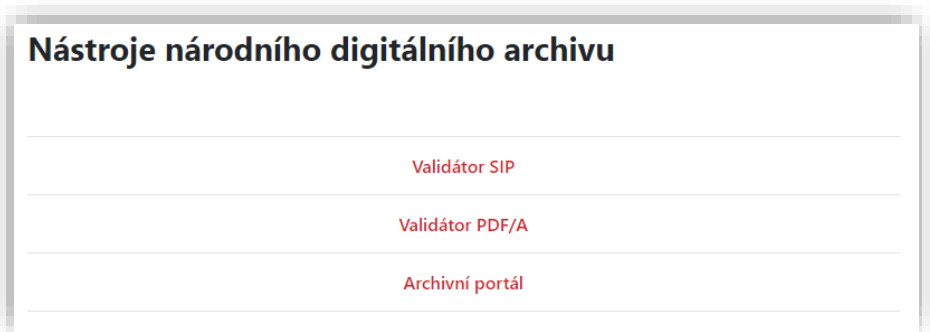 Nástroje národního digitálního archivu
Validátor SIP
Validátor PDF/A
Archivní portál